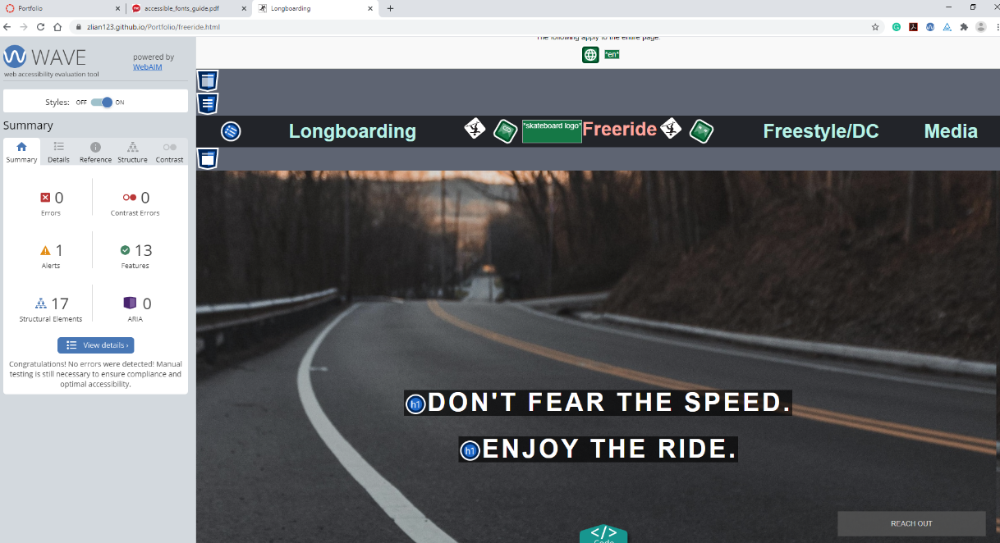 Portfolio
accessible_fonts_guide.pdf
Longboarding
zlian123.github.io/Portfolio/freeride.html
WAVE
web accessibility evaluation tool
powered by
WebAIM
Styles: OFF ON
Summary
Summary Details Reference Structure Contrast
0 0
Errors Contrast Errors
1 13
Alerts Features
17 0
Structural Elements ARIA
View details ›
Congratulations! No errors were detected! Manual
testing is still necessary to ensure compliance and
optimal accessibility.
The following apply to the entire page:
*en*
Longboarding *skateboard logo* Freeride Freestyle/DC Media
h1 DON'T FEAR THE SPEED.
h1 ENJOY THE RIDE.
REACH OUT
</> 
Code